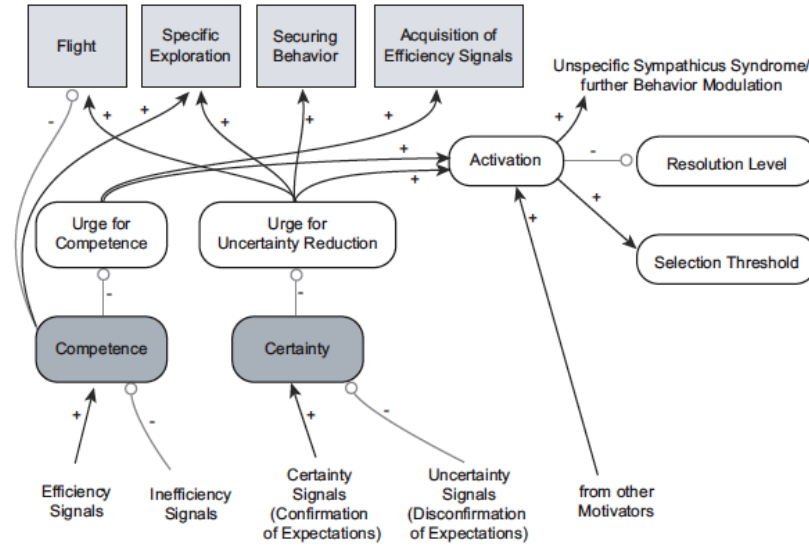 Flight
Specific
Exploration
Securing
Behavior
Acquisition of
Efficiency Signals
Unspecific Sympathicus Syndrome/
further Behavior Modulation
-
+
+
+
+
+
+
+
+
+
-
+
+
Activation
Resolution Level
Selection Threshold
Urge for
Competence
Urge for
Uncertainty Reduction
-
-
Competence
Certainty
+
-
+
-
Efficiency
Signals
Inefficiency
Signals
Certainty
Signals
(Confirmation
of Expectations)
Uncertainty
Signals
(Disconfirmation
of Expectations)
from other
Motivators